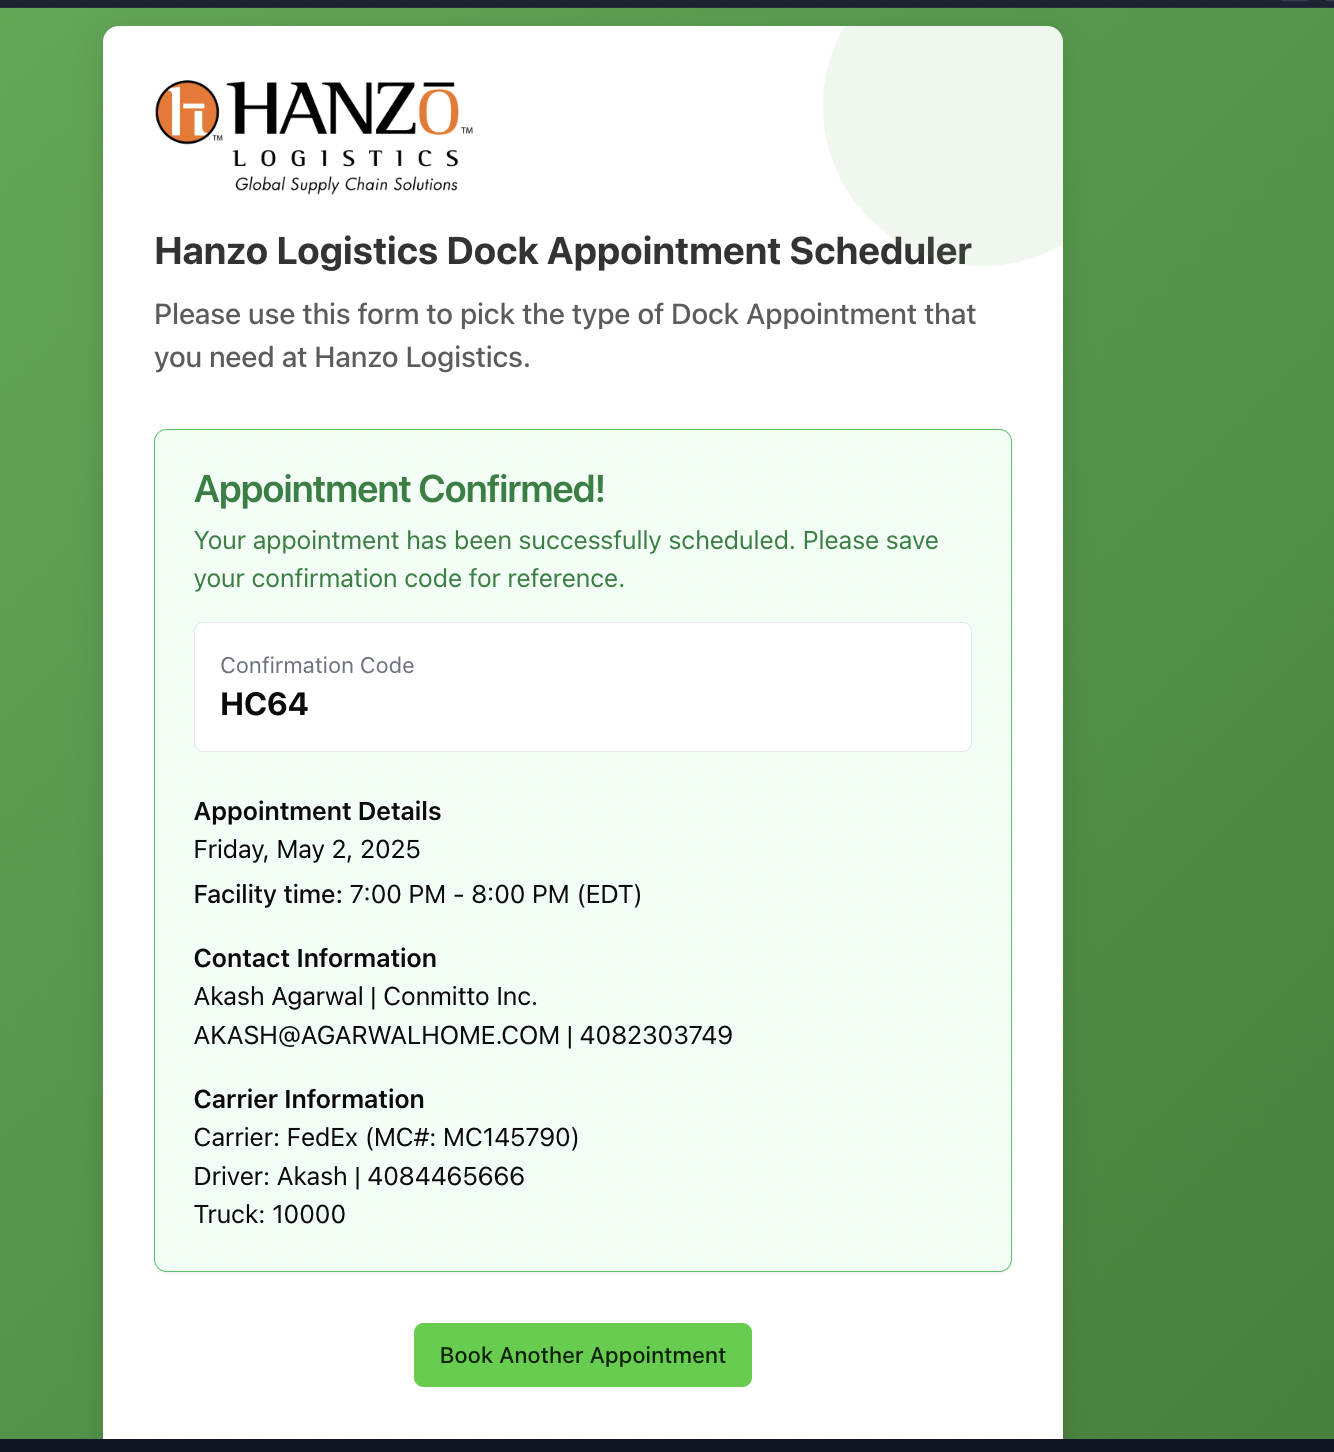 HANZŌ™
LOGISTICS
Global Supply Chain Solutions
Hanzo Logistics Dock Appointment Scheduler
Please use this form to pick the type of Dock Appointment that
you need at Hanzo Logistics.
Appointment Confirmed!
Your appointment has been successfully scheduled. Please save
your confirmation code for reference.
Confirmation Code
HC64
Appointment Details
Friday, May 2, 2025
Facility time: 7:00 PM - 8:00 PM (EDT)
Contact Information
Akash Agarwal | Conmitto Inc.
AKASH@AGARWALHOME.COM | 4082303749
Carrier Information
Carrier: FedEx (MC#: MC145790)
Driver: Akash | 4084465666
Truck: 10000
Book Another Appointment